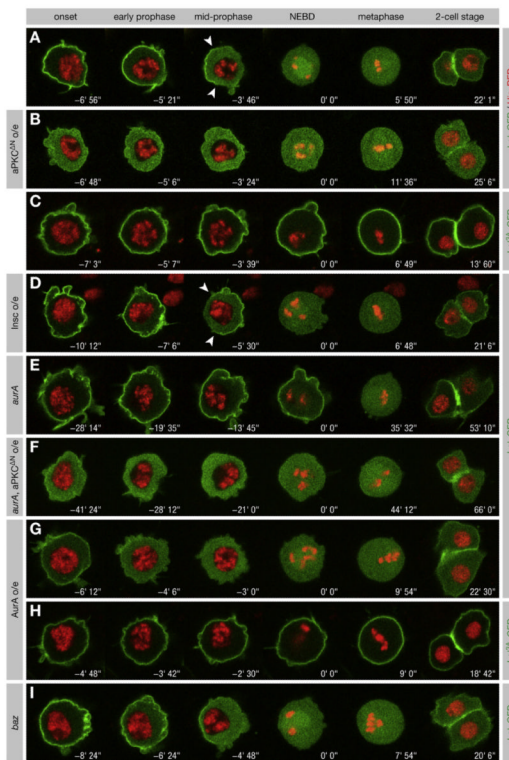 onset early prophase mid-prophase NEBD metaphase 2-cell stage
A
−6' 56" −5' 21" −3' 46" 0' 0" 5' 50" 22' 1"
aPKCΔN o/e
B
−6' 48" −5' 6" −3' 24" 0' 0" 11' 36" 25' 6"
C
−7' 3" −5' 7" −3' 39" 0' 0" 6' 49" 13' 60"
Insc o/e
D
−10' 12" −7' 6" −5' 30" 0' 0" 6' 48" 21' 6"
aurA
E
−28' 14" −19' 35" −13' 45" 0' 0" 35' 32" 53' 10"
aurA, aPKCΔN o/e
F
−41' 24" −28' 12" −21' 0" 0' 0" 44' 12" 66' 0"
AurA o/e
G
−6' 12" −4' 6" −3' 0" 0' 0" 9' 54" 22' 30"
H
−4' 48" −3' 42" −2' 30" 0' 0" 9' 0" 18' 42"
baz
I
−8' 24" −6' 24" −4' 48" 0' 0" 7' 54" 20' 6"